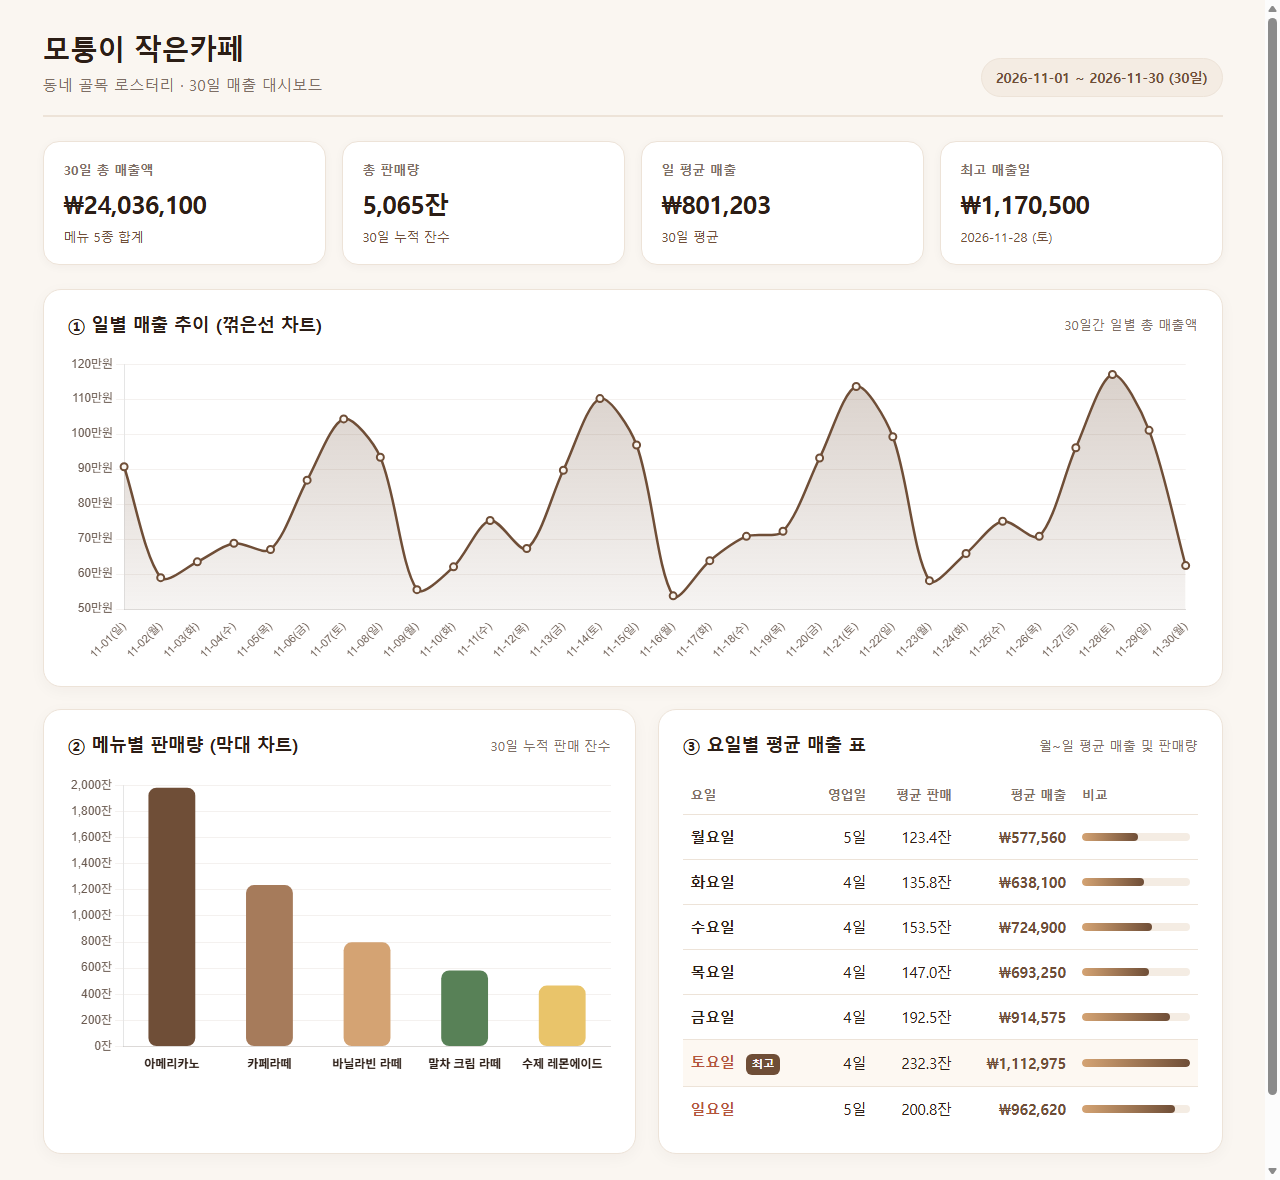 모퉁이 작은카페
동네 골목 로스터리 · 30일 매출 대시보드
2026-11-01 ~ 2026-11-30 (30일)
30일 총 매출액
₩24,036,100
메뉴 5종 합계
총 판매량
5,065잔
30일 누적 잔수
일 평균 매출
₩801,203
30일 평균
최고 매출일
₩1,170,500
2026-11-28 (토)
① 일별 매출 추이 (꺾은선 차트)
30일간 일별 총 매출액
120만원
110만원
100만원
90만원
80만원
70만원
60만원
50만원
11-01(일)
11-02(월)
11-03(화)
11-04(수)
11-05(목)
11-06(금)
11-07(토)
11-08(일)
11-09(월)
11-10(화)
11-11(수)
11-12(목)
11-13(금)
11-14(토)
11-15(일)
11-16(월)
11-17(화)
11-18(수)
11-19(목)
11-20(금)
11-21(토)
11-22(일)
11-23(월)
11-24(화)
11-25(수)
11-26(목)
11-27(금)
11-28(토)
11-29(일)
11-30(월)
② 메뉴별 판매량 (막대 차트)
30일 누적 판매 잔수
2,000잔
1,800잔
1,600잔
1,400잔
1,200잔
1,000잔
800잔
600잔
400잔
200잔
0잔
아메리카노
카페라떼
바닐라빈 라떼
말차 크림 라떼
수제 레몬에이드
③ 요일별 평균 매출 표
월~일 평균 매출 및 판매량
요일 영업일 평균 판매 평균 매출 비교
월요일 5일 123.4잔 ₩577,560
화요일 4일 135.8잔 ₩638,100
수요일 4일 153.5잔 ₩724,900
목요일 4일 147.0잔 ₩693,250
금요일 4일 192.5잔 ₩914,575
토요일 최고 4일 232.3잔 ₩1,112,975
일요일 5일 200.8잔 ₩962,620